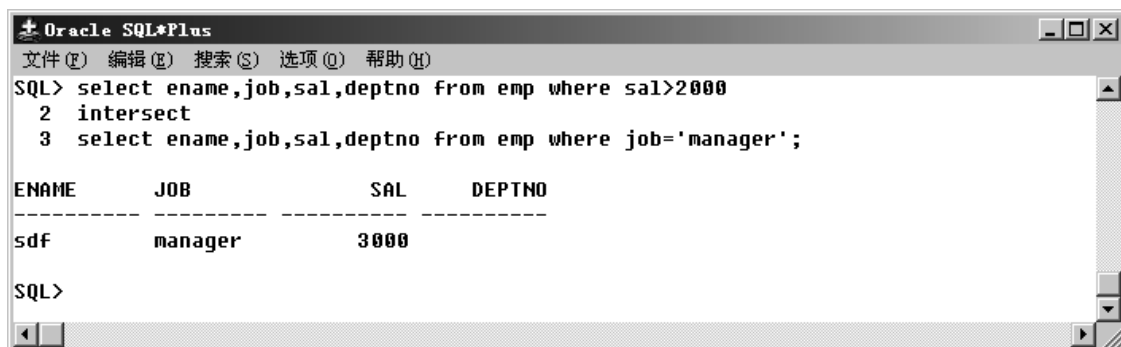 Oracle SQL*Plus
文件(F) 编辑(E) 搜索(S) 选项(O) 帮助(H)
SQL> select ename,job,sal,deptno from emp where sal>2000
  2  intersect
  3  select ename,job,sal,deptno from emp where job='manager';
ENAME      JOB              SAL     DEPTNO
---------- --------- ---------- ----------
sdf        manager         3000
SQL>